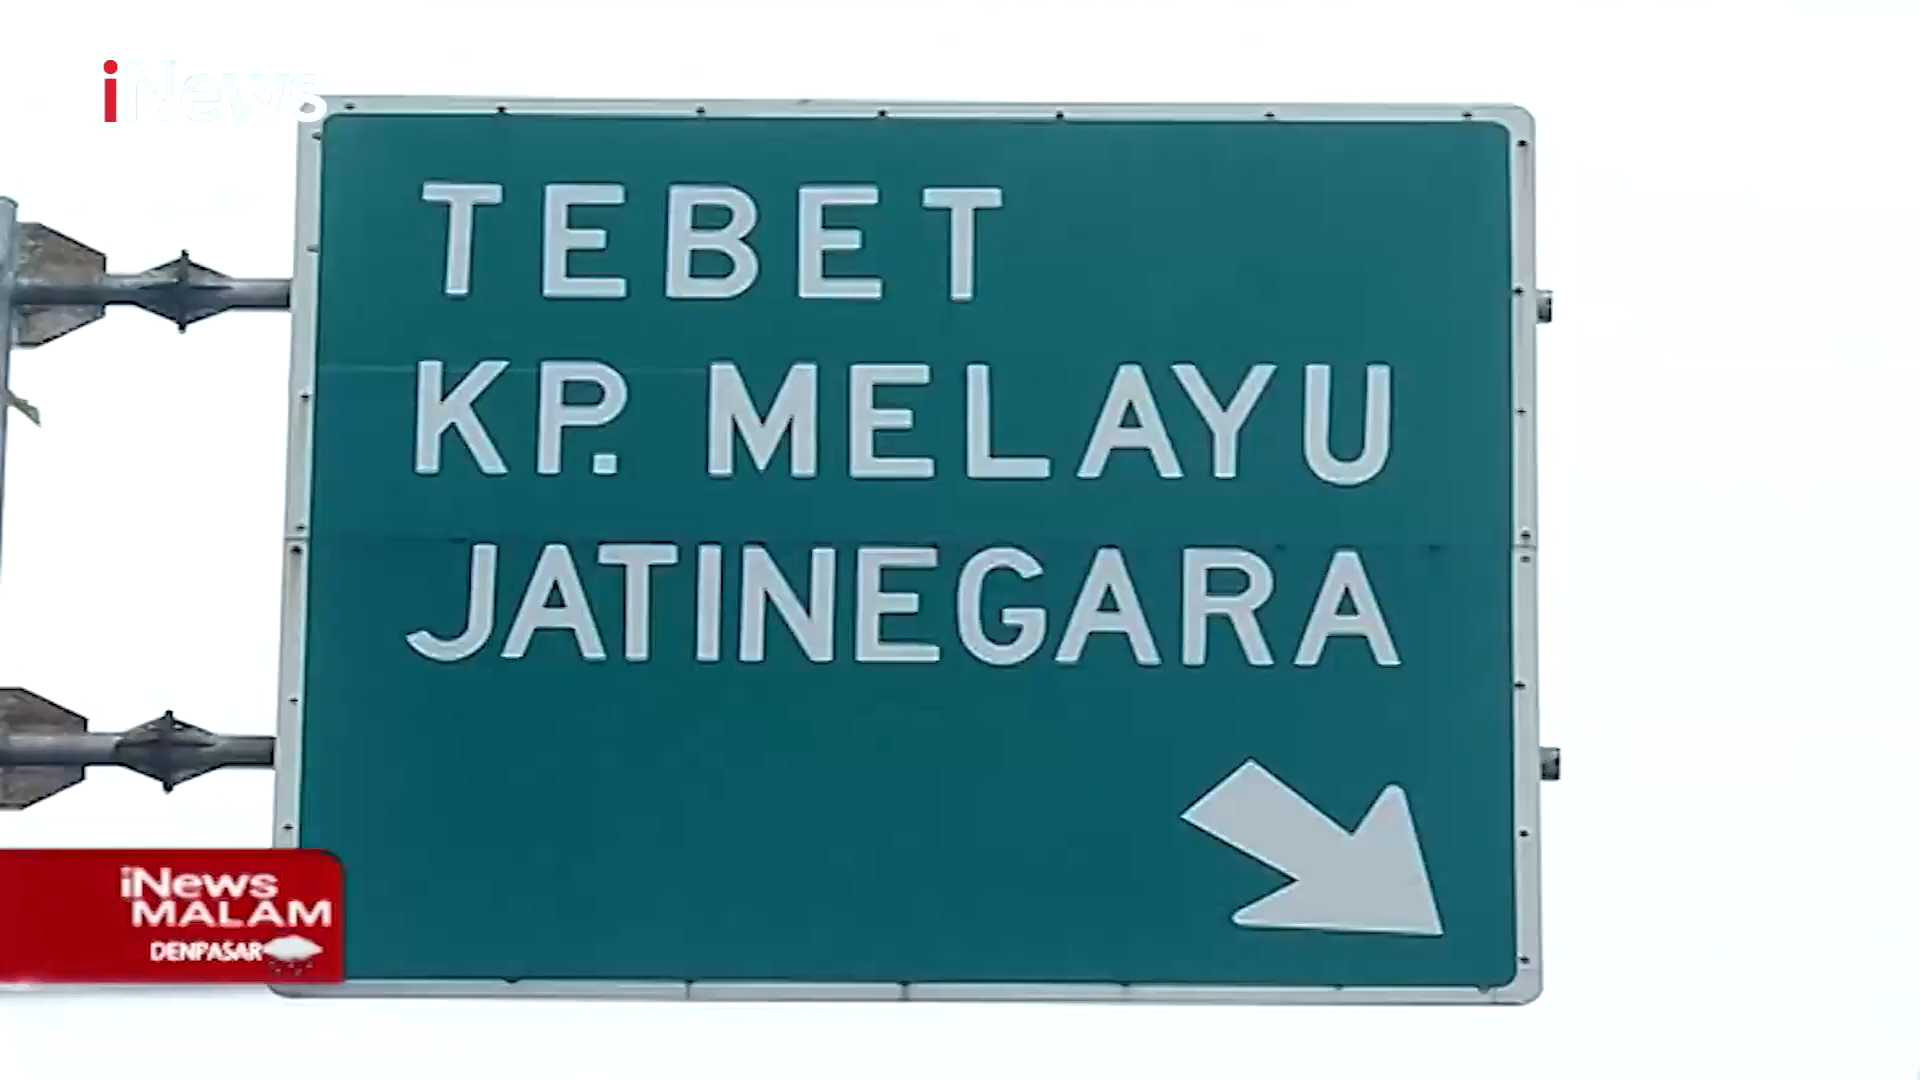 iNews
TEBET
KP. MELAYU
JATINEGARA
iNews
MALAM
DENPASAR